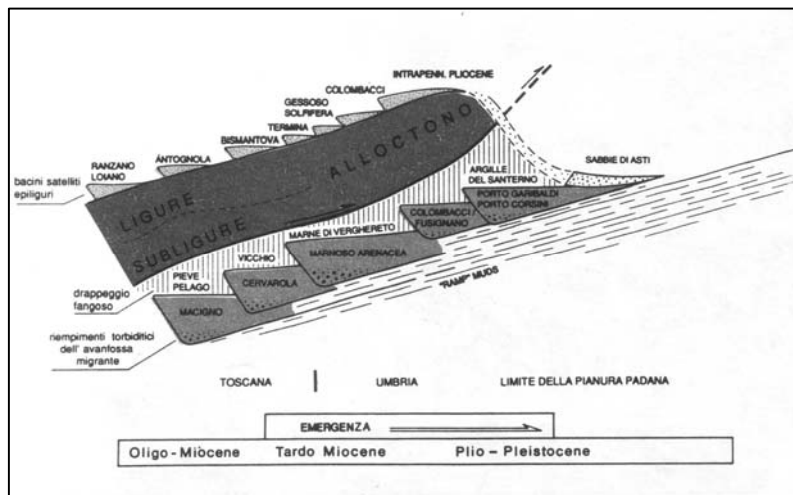 COLOMBACCI
INTRAPENN. PLIOCENE
GESSOSO
SOLFIFERA
TERMINA
BISMANTOVA
ANTOGNOLA
RANZANO
LOIANO
bacini satelliti
epiliguri
LIGURE
ALLOCTONO
SUBLIGURE
SABBIE DI ASTI
ARGILLE
DEL SANTERNO
PORTO GARIBALDI
PORTO CORSINI
COLOMBACCI /
FUSIGNANO
MARNE DI VERGHERETO
MARNOSO ARENACEA
VICCHIO
CERVAROLA
PIEVE
PELAGO
MACIGNO
"RAMP" MUDS
drappeggio
fangoso
riempimenti torbiditici
dell' avanfossa
migrante
TOSCANA
UMBRIA
LIMITE DELLA PIANURA PADANA
EMERGENZA
Oligo-Miocene
Tardo Miocene
Plio-Pleistocene